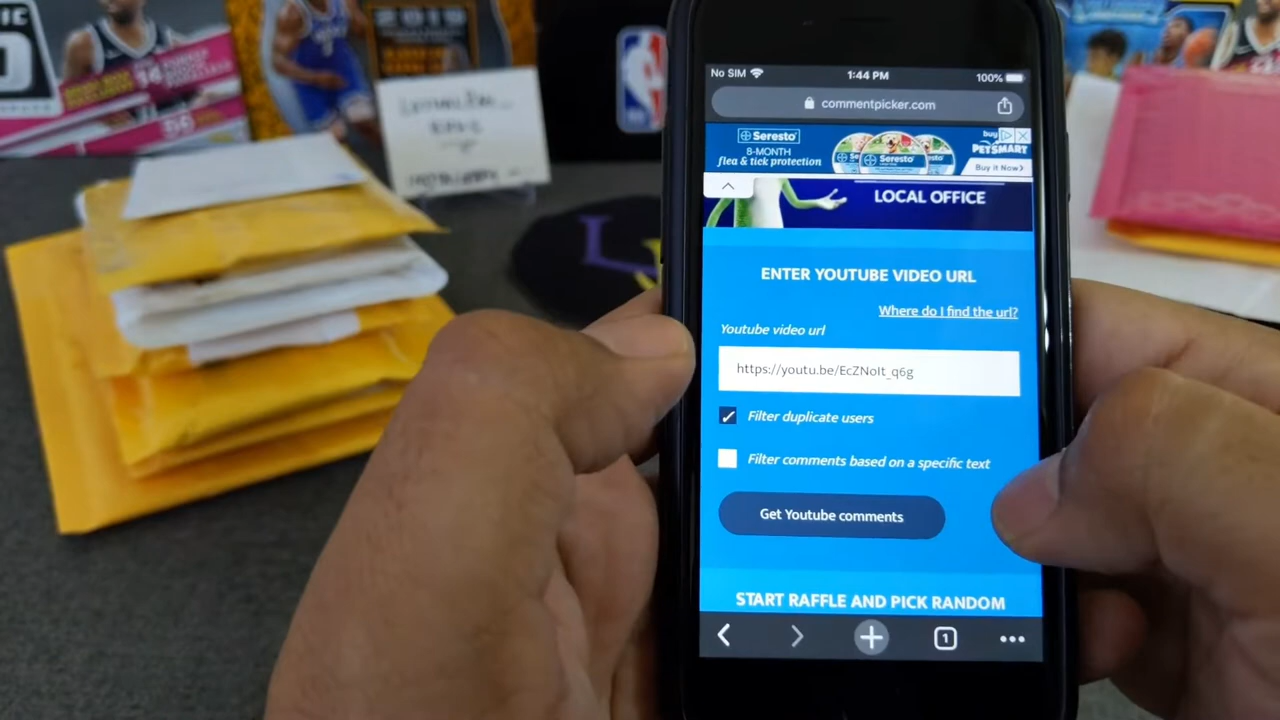 2019
No SIM 1:44 PM 100%
commentpicker.com
Seresto
8-MONTH
flea & tick protection
Seresto
buy
PETSMART
Buy it Now>
LOCAL OFFICE
ENTER YOUTUBE VIDEO URL
Where do I find the url?
Youtube video url
https://youtu.be/EcZNoIt_q6g
Filter duplicate users
Filter comments based on a specific text
Get Youtube comments
START RAFFLE AND PICK RANDOM
1